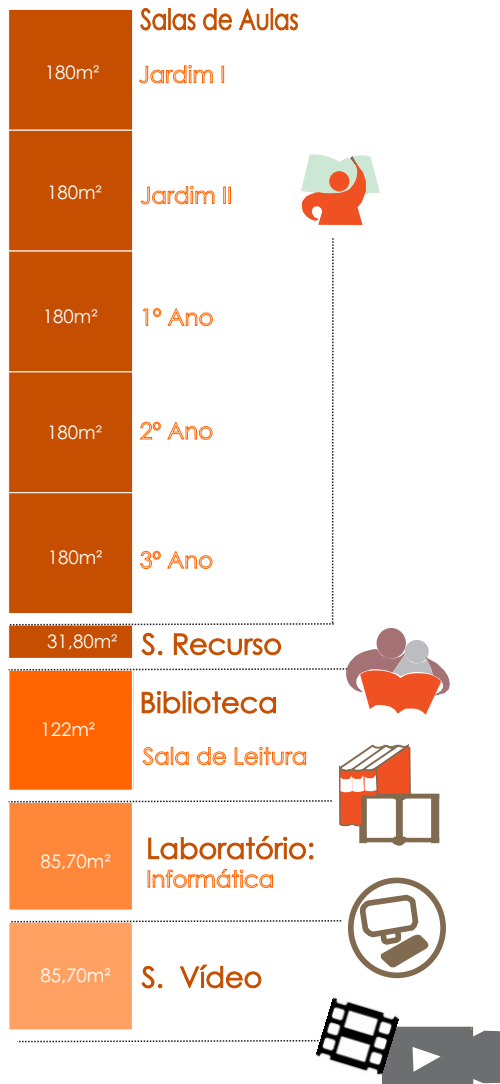 Salas de Aulas
180m²
Jardim I
180m²
Jardim II
180m²
1º Ano
180m²
2º Ano
180m²
3º Ano
31,80m²
S. Recurso
Biblioteca
122m²
Sala de Leitura
Laboratório:
85,70m²
Informática
85,70m²
S. Vídeo